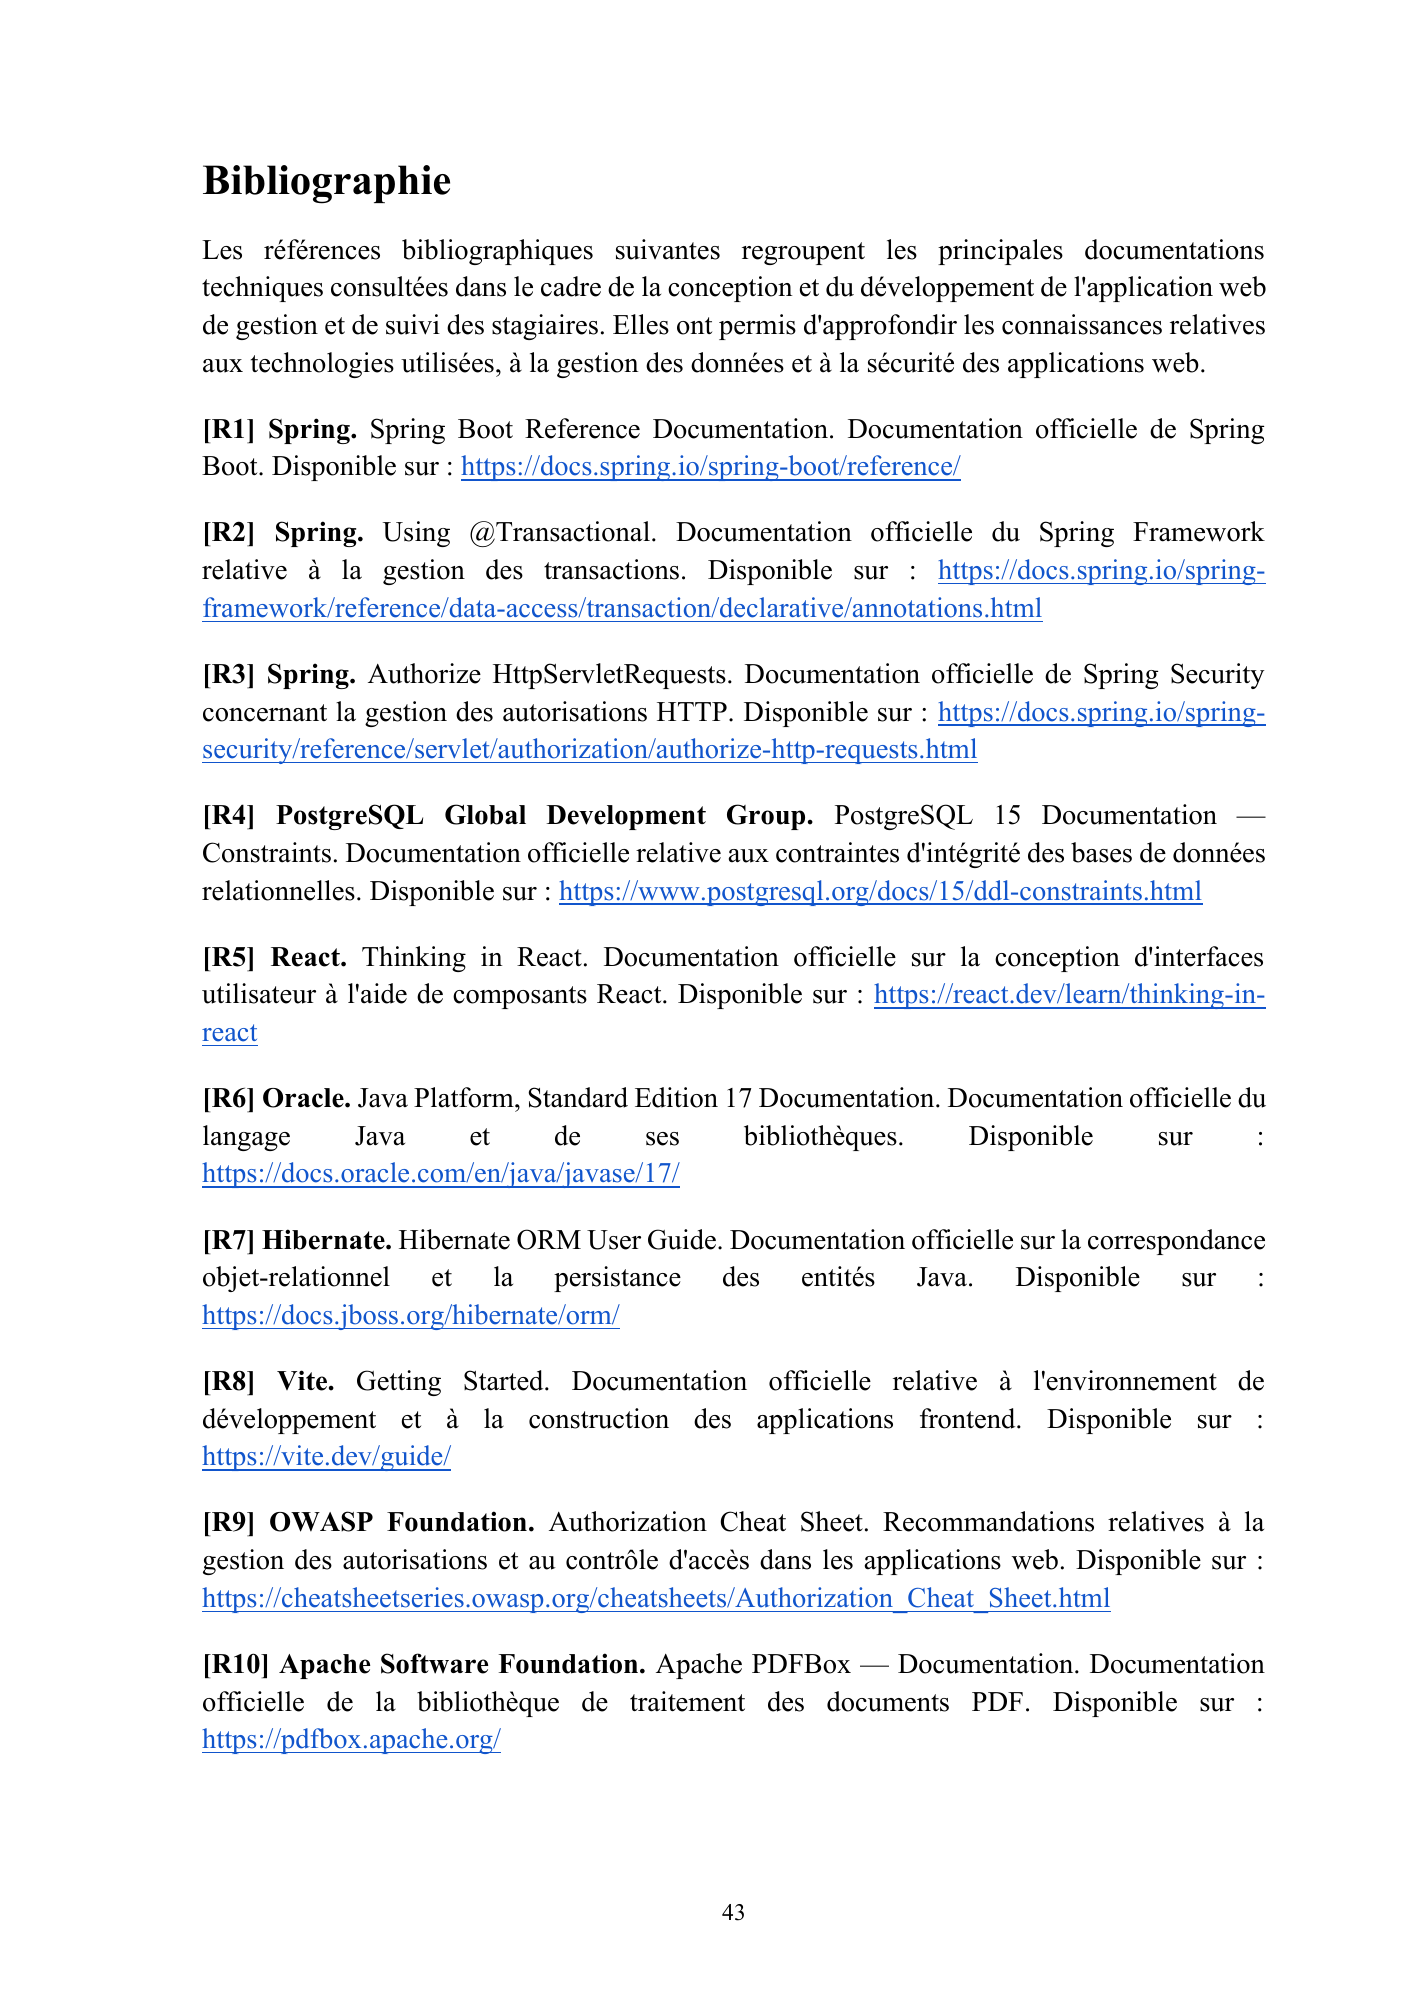 Bibliographie
Les références bibliographiques suivantes regroupent les principales documentations
techniques consultées dans le cadre de la conception et du développement de l'application web
de gestion et de suivi des stagiaires. Elles ont permis d'approfondir les connaissances relatives
aux technologies utilisées, à la gestion des données et à la sécurité des applications web.
[R1] Spring. Spring Boot Reference Documentation. Documentation officielle de Spring
Boot. Disponible sur : https://docs.spring.io/spring-boot/reference/
[R2] Spring. Using @Transactional. Documentation officielle du Spring Framework
relative à la gestion des transactions. Disponible sur : https://docs.spring.io/spring-
framework/reference/data-access/transaction/declarative/annotations.html
[R3] Spring. Authorize HttpServletRequests. Documentation officielle de Spring Security
concernant la gestion des autorisations HTTP. Disponible sur : https://docs.spring.io/spring-
security/reference/servlet/authorization/authorize-http-requests.html
[R4] PostgreSQL Global Development Group. PostgreSQL 15 Documentation —
Constraints. Documentation officielle relative aux contraintes d'intégrité des bases de données
relationnelles. Disponible sur : https://www.postgresql.org/docs/15/ddl-constraints.html
[R5] React. Thinking in React. Documentation officielle sur la conception d'interfaces
utilisateur à l'aide de composants React. Disponible sur : https://react.dev/learn/thinking-in-
react
[R6] Oracle. Java Platform, Standard Edition 17 Documentation. Documentation officielle du
langage Java et de ses bibliothèques. Disponible sur :
https://docs.oracle.com/en/java/javase/17/
[R7] Hibernate. Hibernate ORM User Guide. Documentation officielle sur la correspondance
objet-relationnel et la persistance des entités Java. Disponible sur :
https://docs.jboss.org/hibernate/orm/
[R8] Vite. Getting Started. Documentation officielle relative à l'environnement de
développement et à la construction des applications frontend. Disponible sur :
https://vite.dev/guide/
[R9] OWASP Foundation. Authorization Cheat Sheet. Recommandations relatives à la
gestion des autorisations et au contrôle d'accès dans les applications web. Disponible sur :
https://cheatsheetseries.owasp.org/cheatsheets/Authorization_Cheat_Sheet.html
[R10] Apache Software Foundation. Apache PDFBox — Documentation. Documentation
officielle de la bibliothèque de traitement des documents PDF. Disponible sur :
https://pdfbox.apache.org/
43